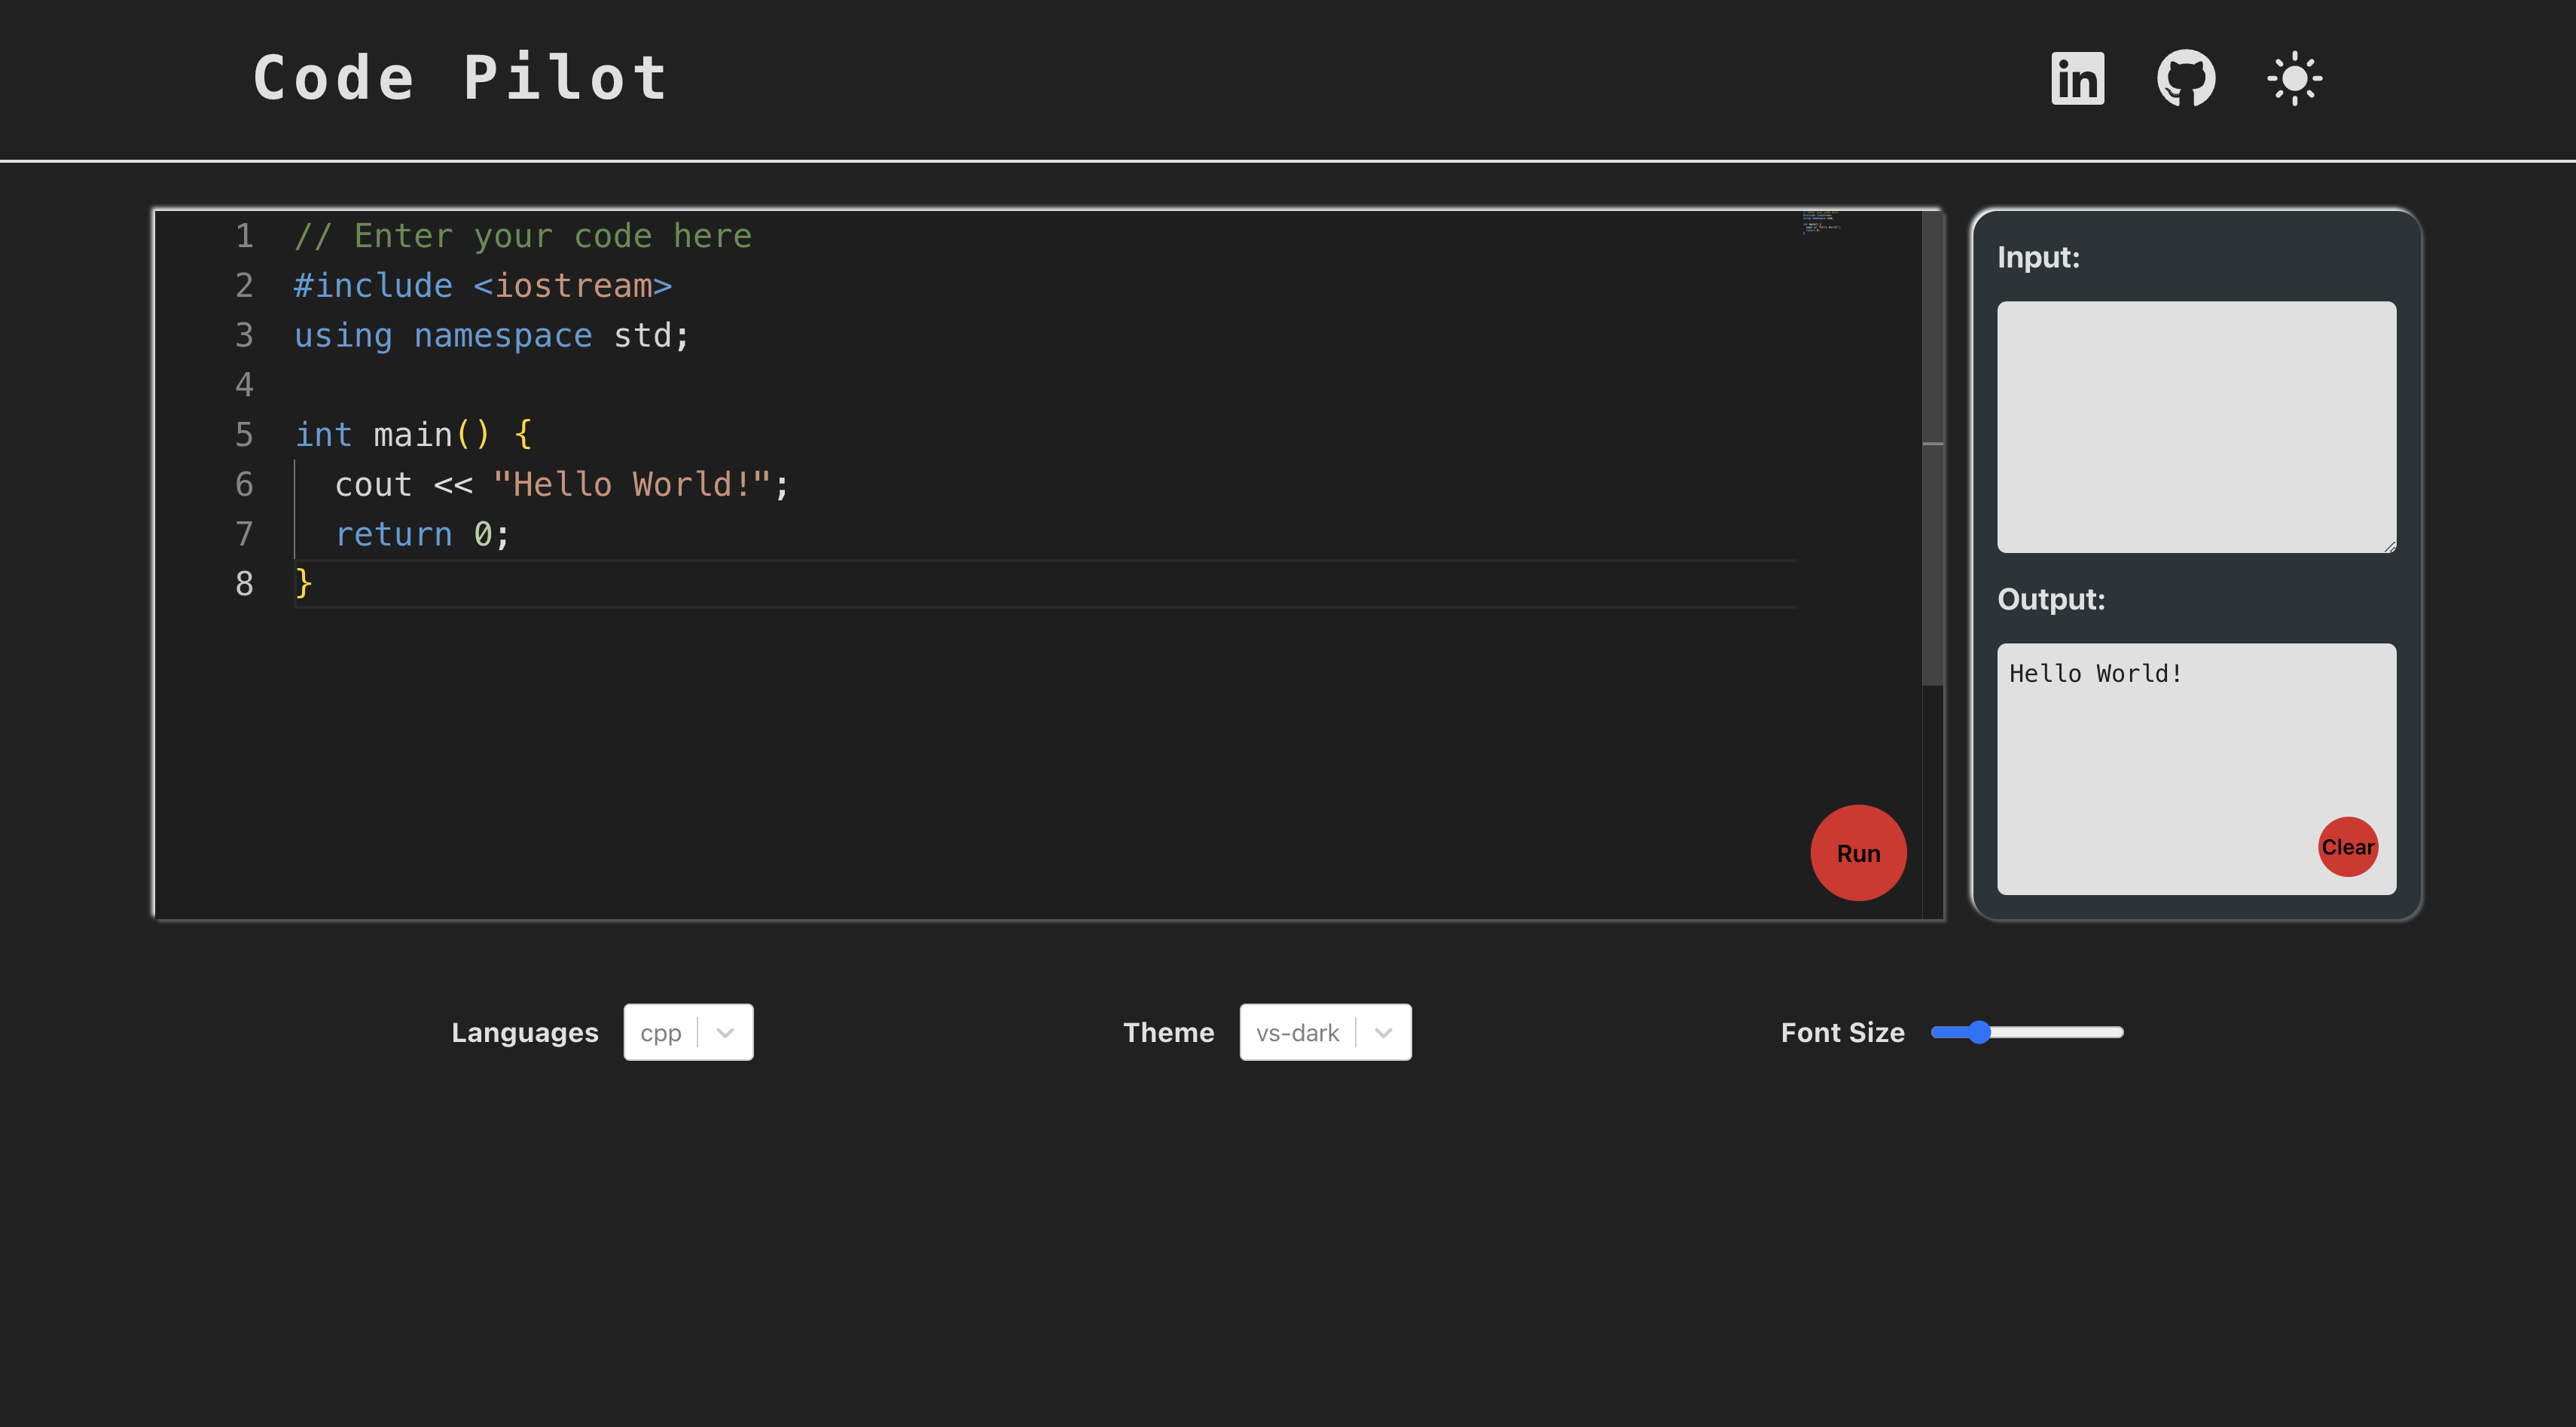 Code Pilot
1 // Enter your code here
2 #include <iostream>
3 using namespace std;
4
5 int main() {
6   cout << "Hello World!";
7   return 0;
8 }
Run
Input:
Output:
Hello World!
Clear
Languages cpp
Theme vs-dark
Font Size